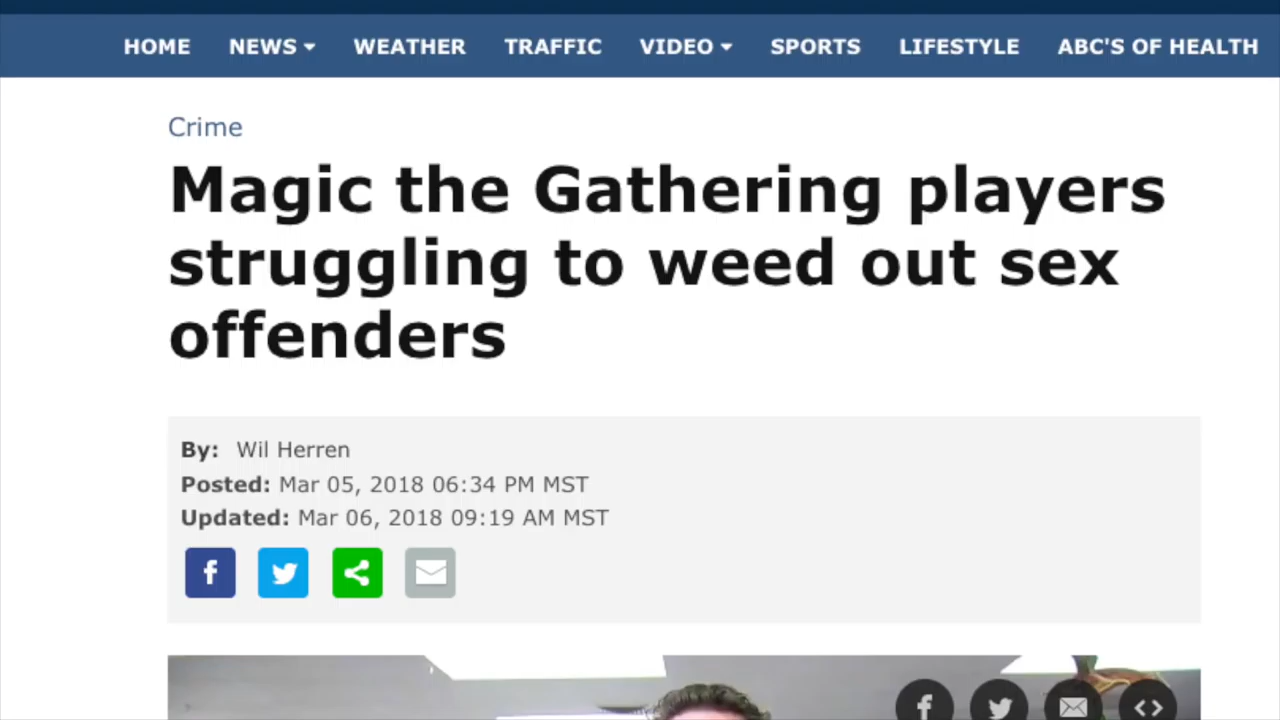 HOME NEWS WEATHER TRAFFIC VIDEO SPORTS LIFESTYLE ABC'S OF HEALTH
Crime
Magic the Gathering players
struggling to weed out sex
offenders
By: Wil Herren
Posted: Mar 05, 2018 06:34 PM MST
Updated: Mar 06, 2018 09:19 AM MST